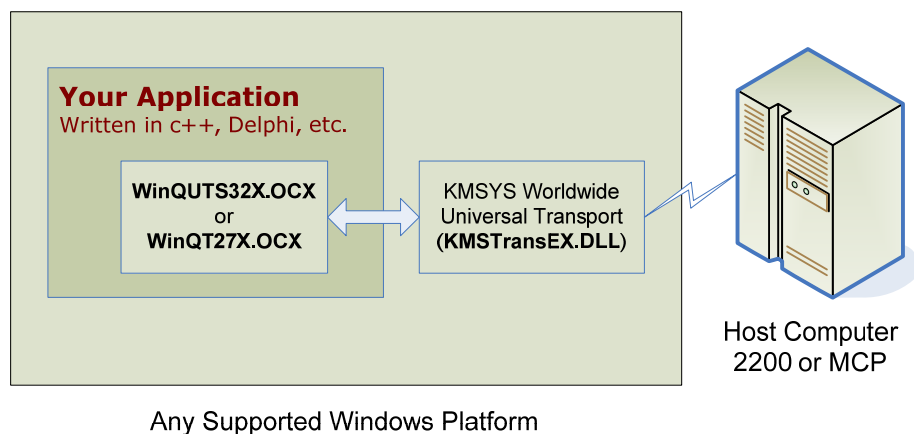 Your Application
Written in c++, Delphi, etc.
WinQUTS32X.OCX
or
WinQT27X.OCX
KMSYS Worldwide
Universal Transport
(KMSTransEX.DLL)
Host Computer
2200 or MCP
Any Supported Windows Platform